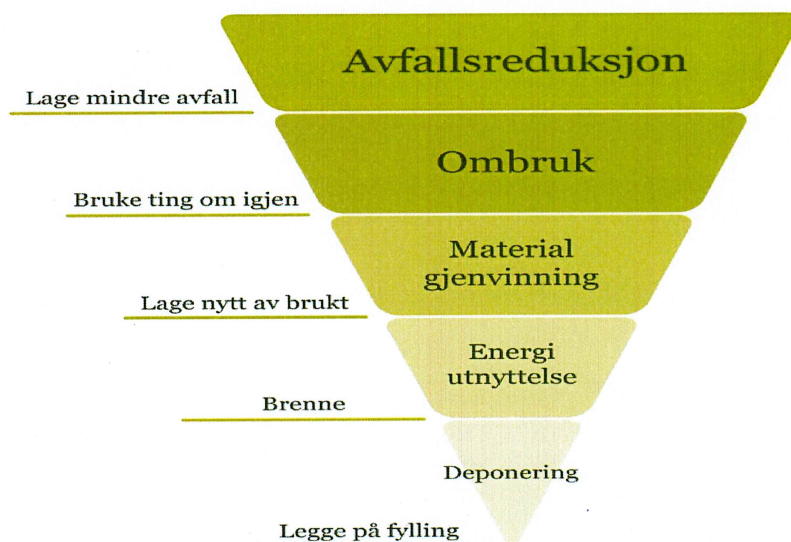 Avfallsreduksjon
Lage mindre avfall
Ombruk
Bruke ting om igjen
Material
gjenvinning
Lage nytt av brukt
Energi
utnyttelse
Brenne
Deponering
Legge på fylling